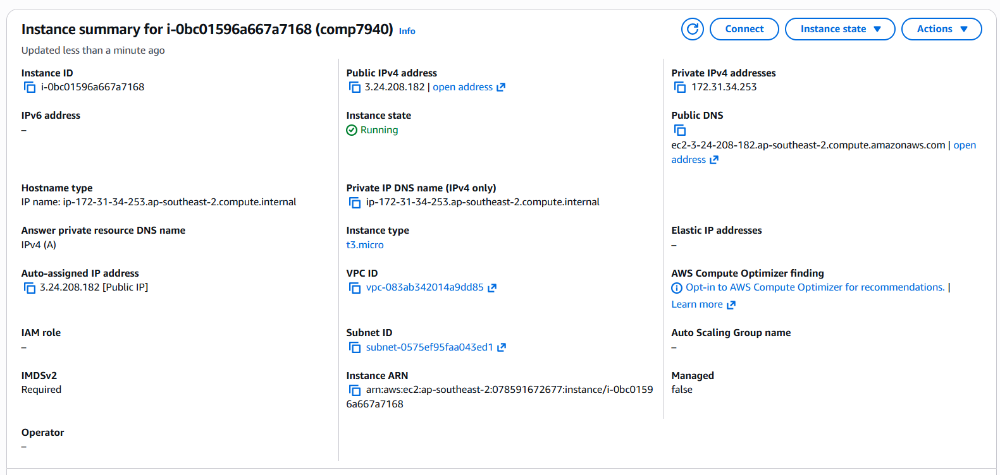 Instance summary for i-0bc01596a667a7168 (comp7940) Info
Connect
Instance state
Actions
Updated less than a minute ago
Instance ID
i-0bc01596a667a7168
Public IPv4 address
3.24.208.182 | open address
Private IPv4 addresses
172.31.34.253
IPv6 address
–
Instance state
Running
Public DNS
ec2-3-24-208-182.ap-southeast-2.compute.amazonaws.com | open
address
Hostname type
IP name: ip-172-31-34-253.ap-southeast-2.compute.internal
Private IP DNS name (IPv4 only)
ip-172-31-34-253.ap-southeast-2.compute.internal
Answer private resource DNS name
IPv4 (A)
Instance type
t3.micro
Elastic IP addresses
–
Auto-assigned IP address
3.24.208.182 [Public IP]
VPC ID
vpc-083ab342014a9dd85
AWS Compute Optimizer finding
Opt-in to AWS Compute Optimizer for recommendations. |
Learn more
IAM role
–
Subnet ID
subnet-0575ef95faa043ed1
Auto Scaling Group name
–
IMDSv2
Required
Instance ARN
arn:aws:ec2:ap-southeast-2:078591672677:instance/i-0bc0159
6a667a7168
Managed
false
Operator
–